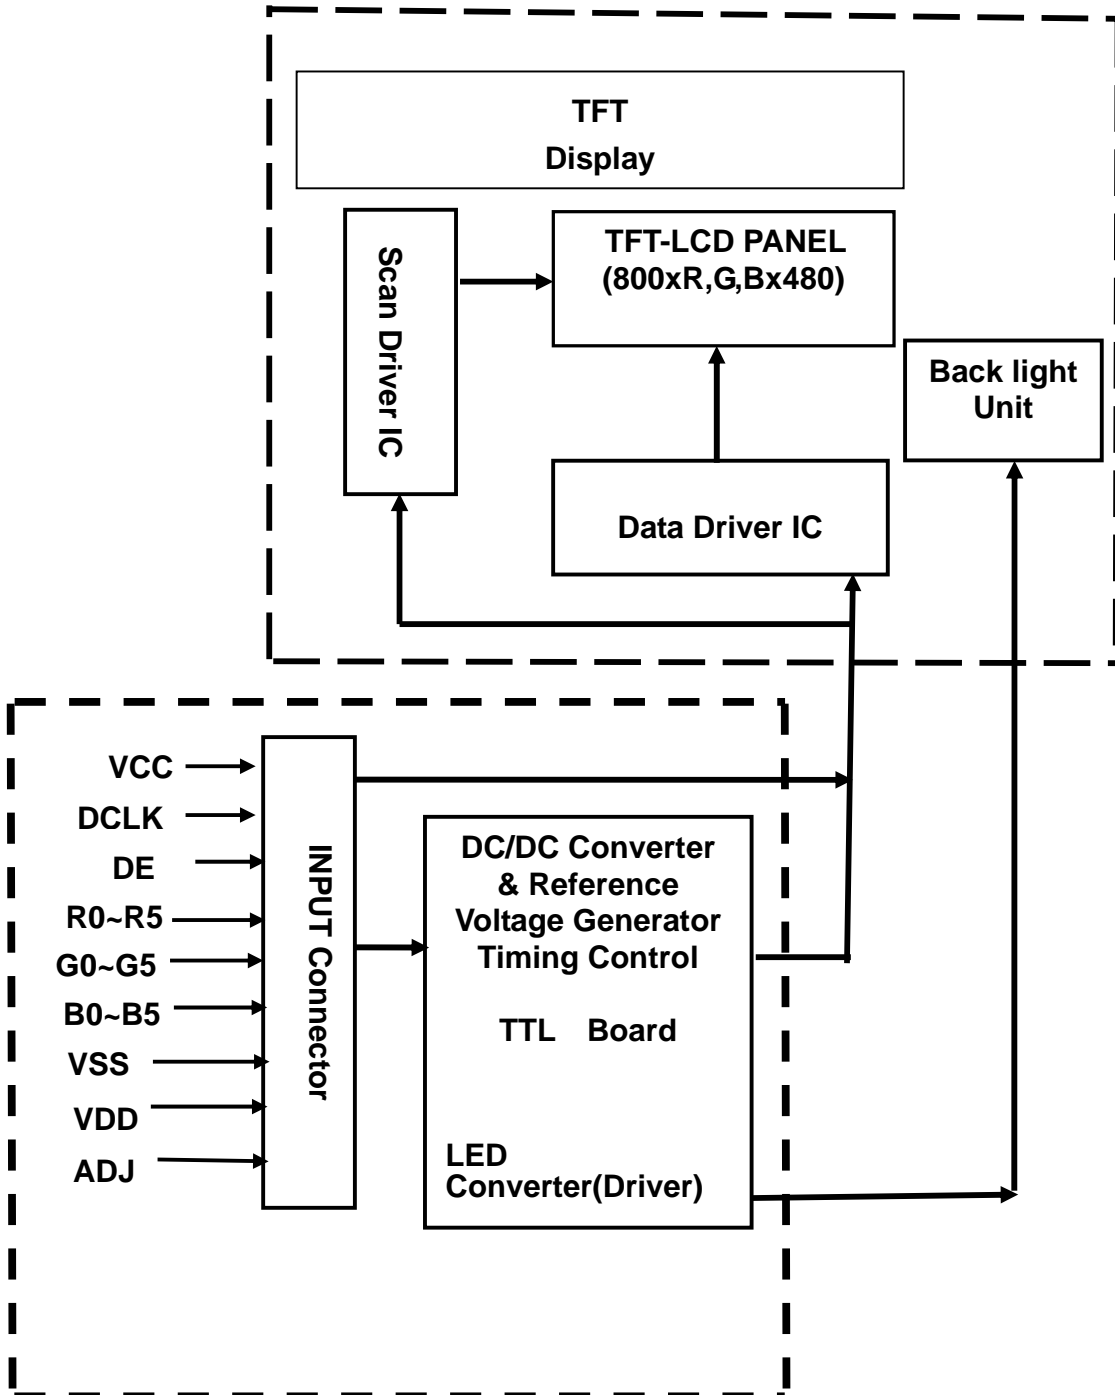 TFT
Display
TFT-LCD PANEL
(800xR,G,Bx480)
Scan Driver IC
Back light
Unit
Data Driver IC
VCC
DCLK
DE
R0~R5
G0~G5
B0~B5
VSS
VDD
ADJ
INPUT Connector
DC/DC Converter
& Reference
Voltage Generator
Timing Control
TTL Board
LED
Converter(Driver)